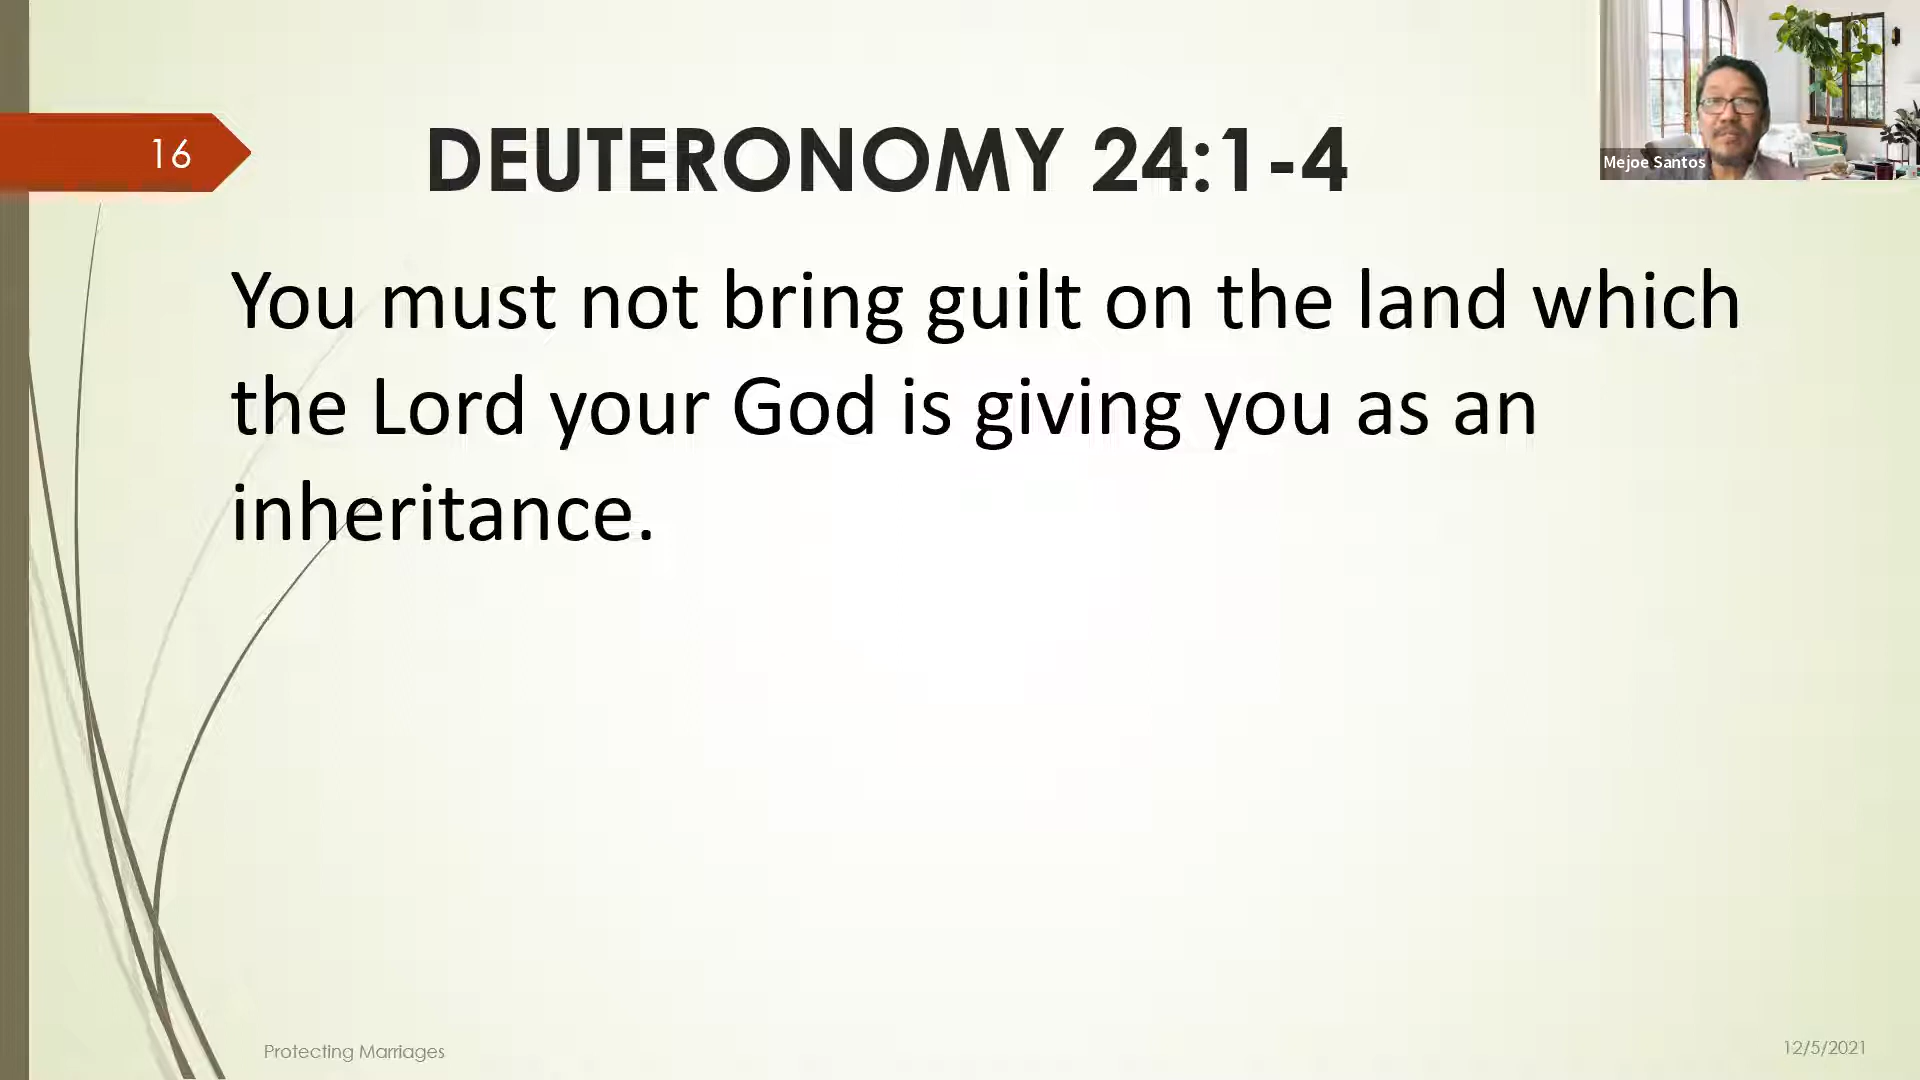 16
DEUTERONOMY 24:1-4
Mejoe Santos
You must not bring guilt on the land which
the Lord your God is giving you as an
inheritance.
Protecting Marriages
12/5/2021